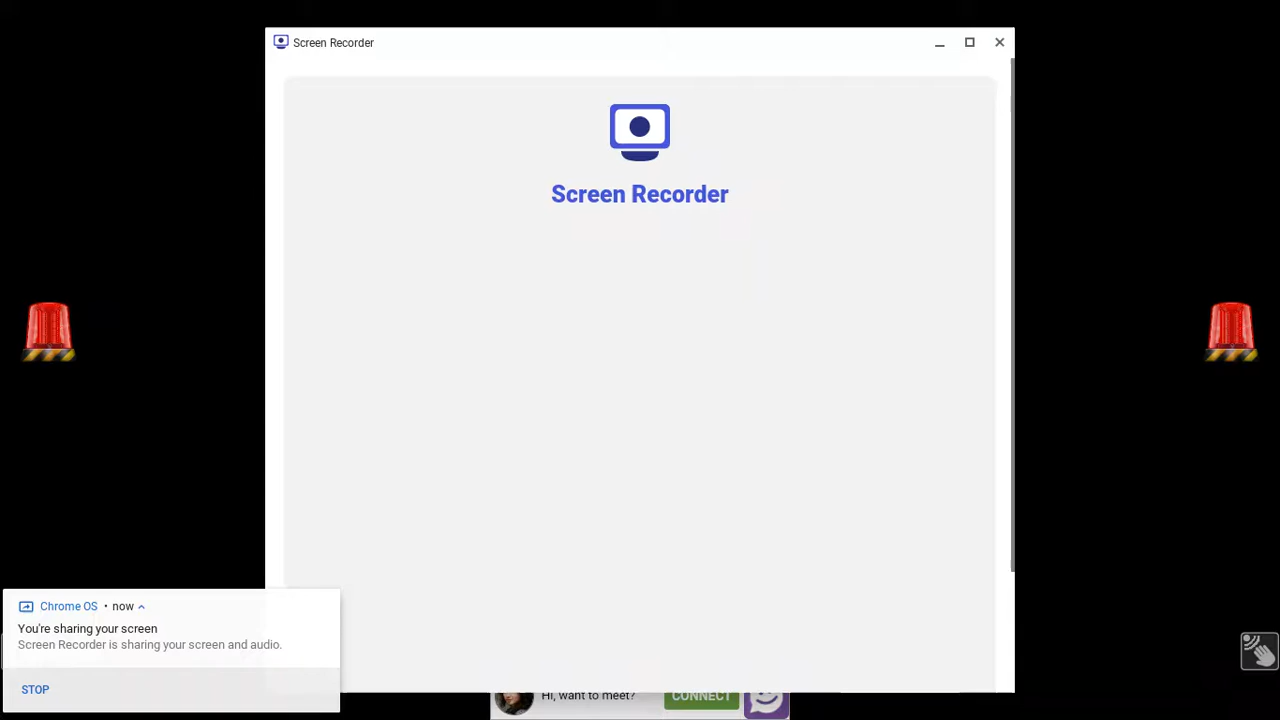 Screen Recorder
Screen Recorder
Chrome OS • now
You're sharing your screen
Screen Recorder is sharing your screen and audio.
STOP
Hi, want to meet?
CONNECT